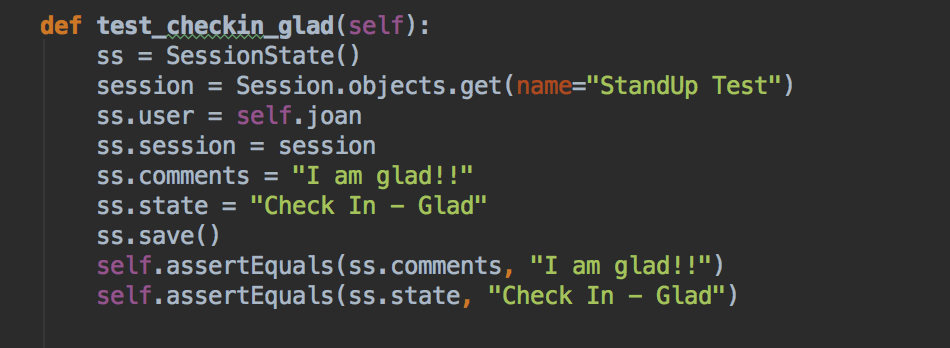 def test_checkin_glad(self):
    ss = SessionState()
    session = Session.objects.get(name="StandUp Test")
    ss.user = self.joan
    ss.session = session
    ss.comments = "I am glad!!"
    ss.state = "Check In - Glad"
    ss.save()
    self.assertEquals(ss.comments, "I am glad!!")
    self.assertEquals(ss.state, "Check In - Glad")